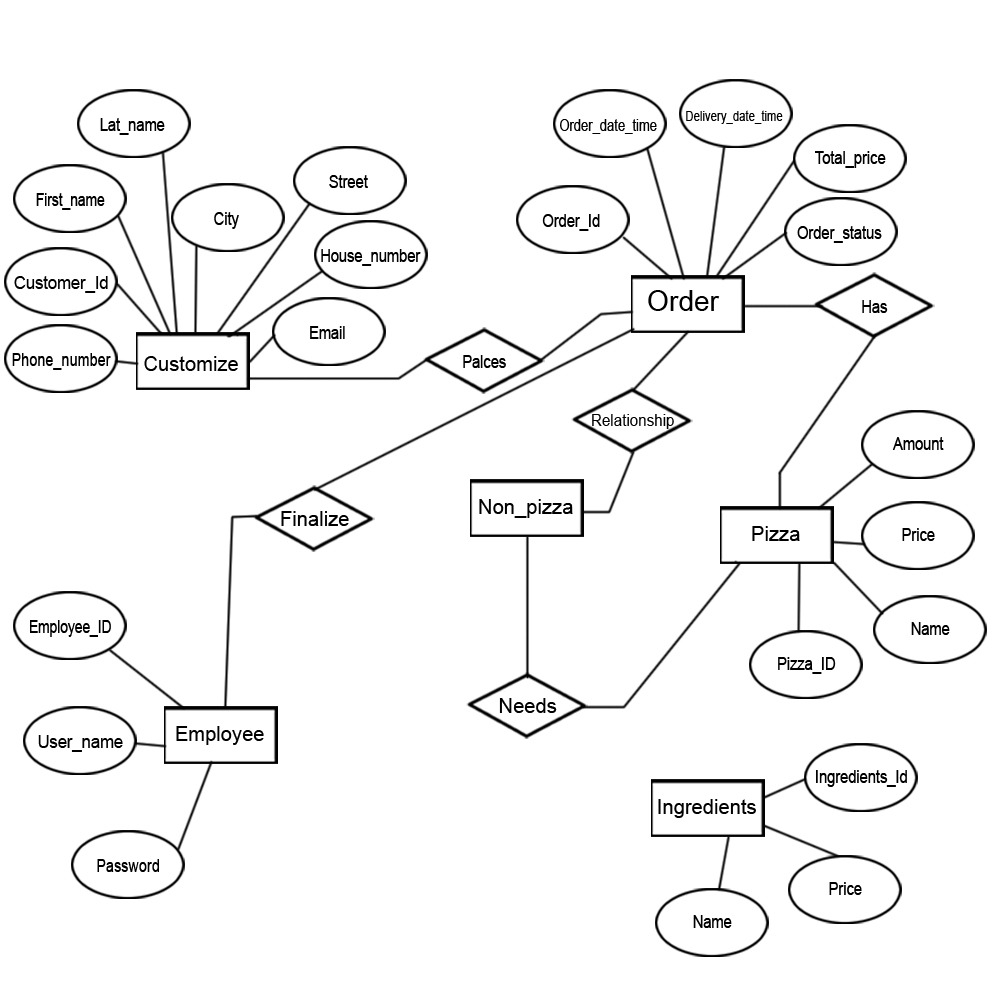 Lat_name
First_name
City
Street
Customer_Id
House_number
Phone_number
Email
Customize
Order_date_time
Delivery_date_time
Total_price
Order_Id
Order_status
Order
Has
Palces
Relationship
Finalize
Non_pizza
Amount
Pizza
Price
Name
Pizza_ID
Needs
Employee_ID
User_name
Employee
Password
Ingredients_Id
Ingredients
Price
Name